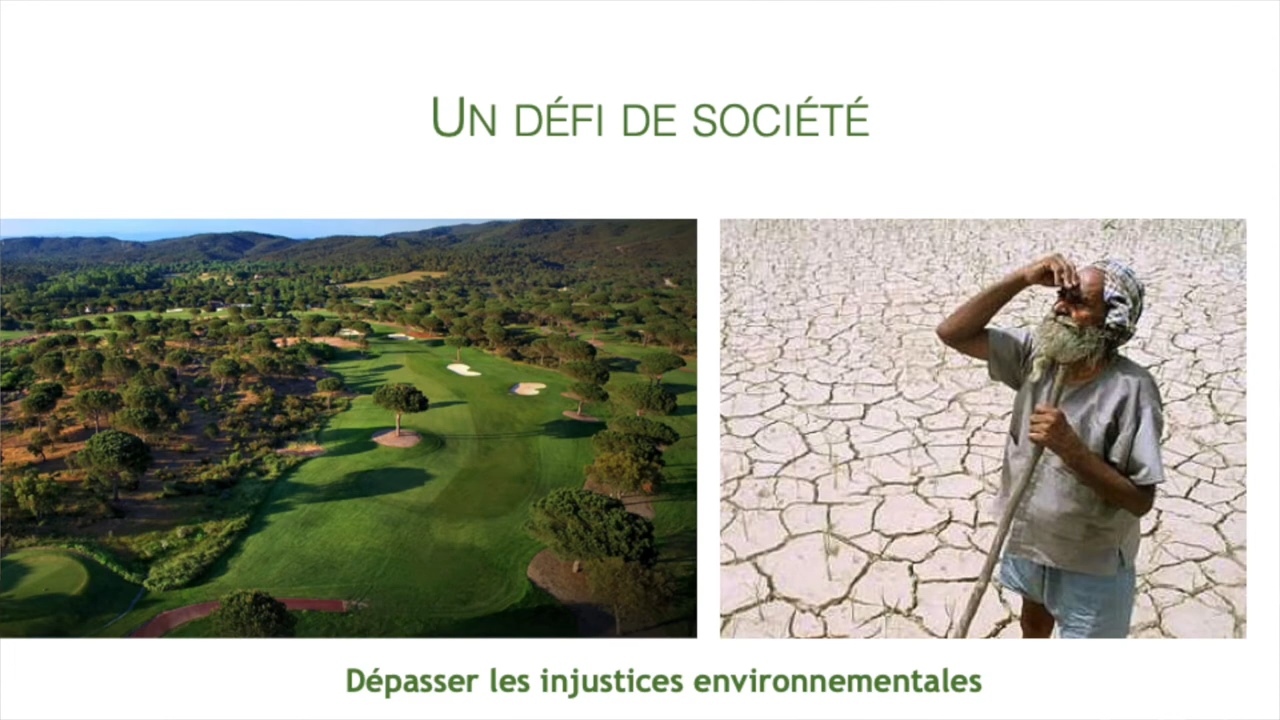 Un défi de société
Dépasser les injustices environnementales